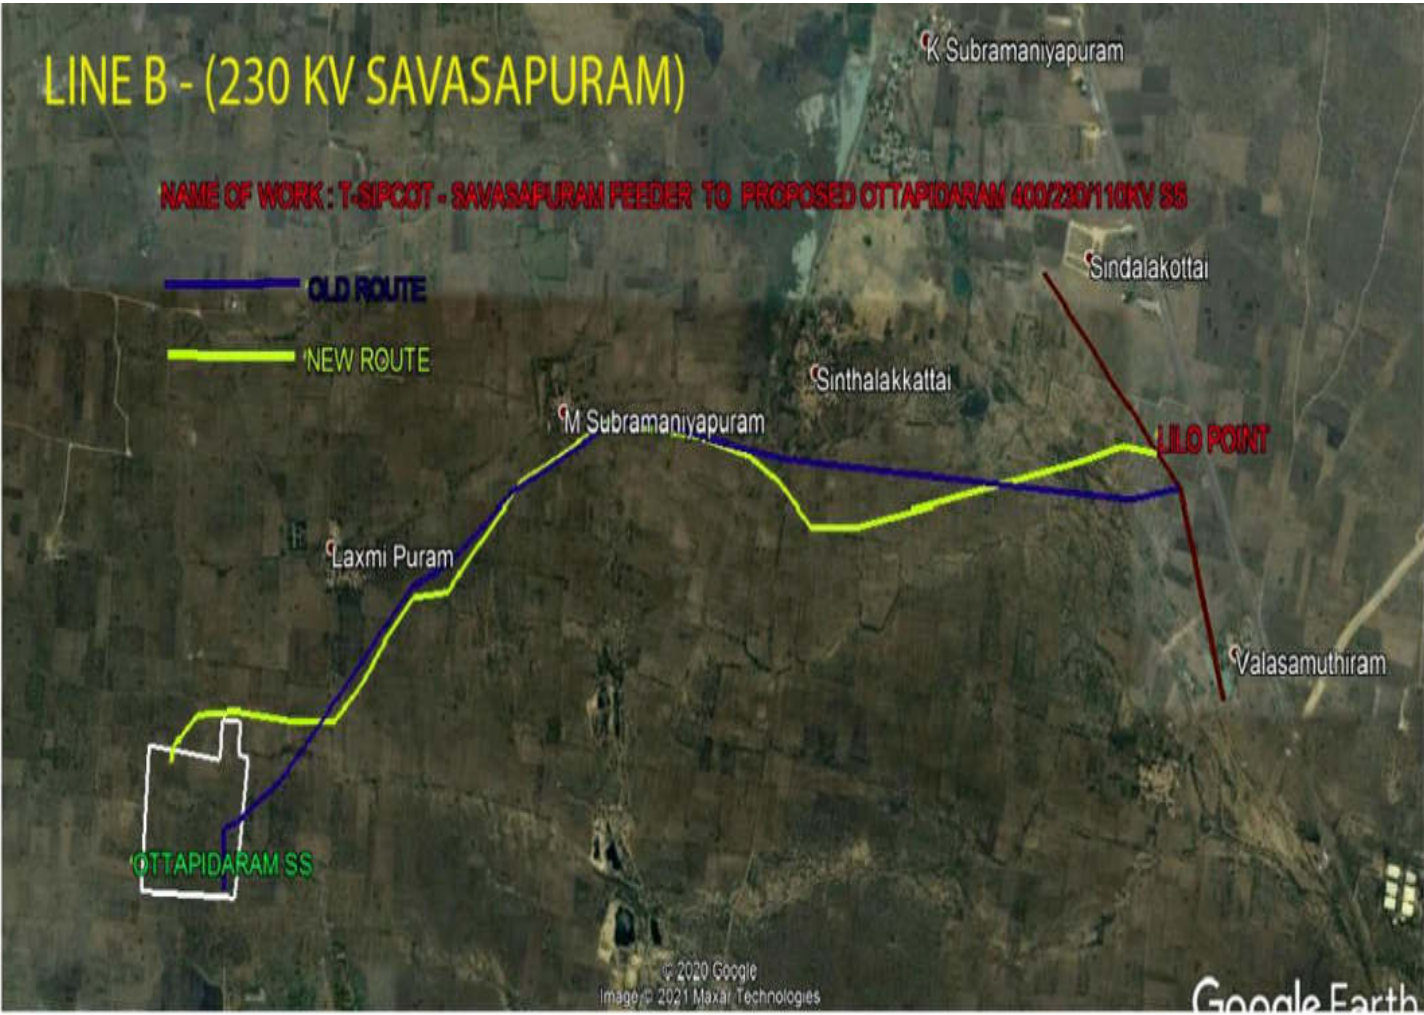 LINE B - (230 KV SAVASAPURAM)
K Subramaniyapuram
NAME OF WORK : T-SIPCOT - SAVASAPURAM FEEDER TO PROPOSED OTTAPIDARAM 400/230/110KV SS
Sindalakottai
OLD ROUTE
NEW ROUTE
Sinthalakkattai
M Subramaniyapuram
LILO POINT
Laxmi Puram
Valasamuthiram
OTTAPIDARAM SS
© 2020 Google
Image © 2021 Maxar Technologies
Google Earth